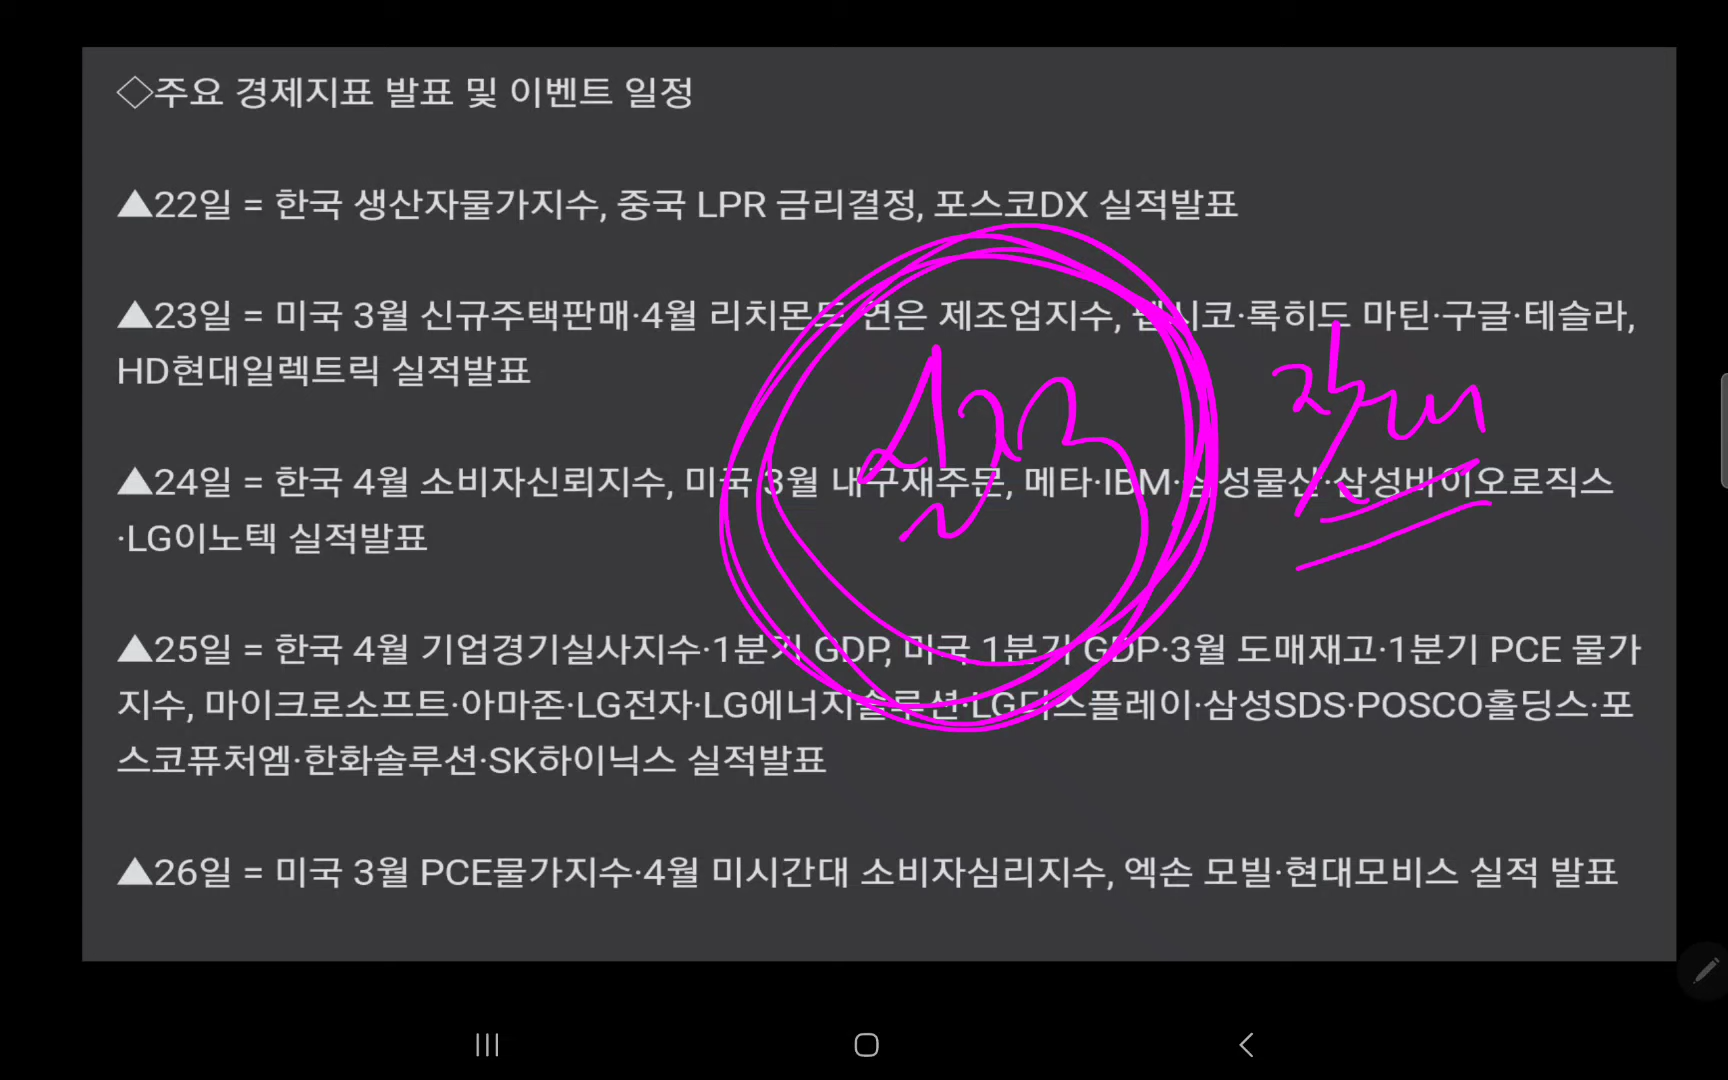 ◇주요 경제지표 발표 및 이벤트 일정
▲22일 = 한국 생산자물가지수, 중국 LPR 금리결정, 포스코DX 실적발표
▲23일 = 미국 3월 신규주택판매·4월 리치몬드 연은 제조업지수, 펩시코·록히드 마틴·구글·테슬라,
HD현대일렉트릭 실적발표
▲24일 = 한국 4월 소비자신뢰지수, 미국 3월 내구재주문, 메타·IBM·삼성물산·삼성바이오로직스
·LG이노텍 실적발표
▲25일 = 한국 4월 기업경기실사지수·1분기 GDP, 미국 1분기 GDP·3월 도매재고·1분기 PCE 물가
지수, 마이크로소프트·아마존·LG전자·LG에너지솔루션·LG디스플레이·삼성SDS·POSCO홀딩스·포
스코퓨처엠·한화솔루션·SK하이닉스 실적발표
▲26일 = 미국 3월 PCE물가지수·4월 미시간대 소비자심리지수, 엑손 모빌·현대모비스 실적 발표